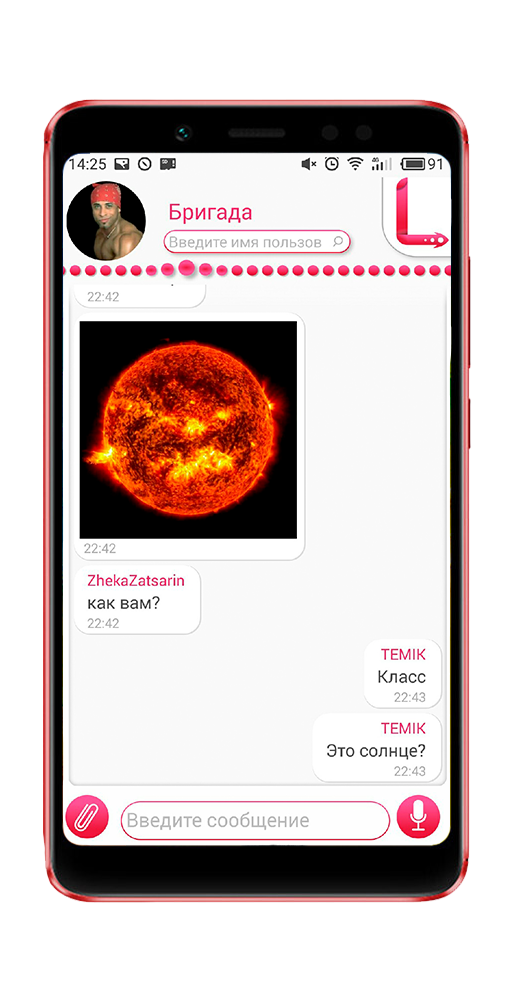 14:25
4G
91
Бригада
Введите имя пользов
22:42
22:42
ZhekaZatsarin
как вам?
22:42
TEMIK
Класс
22:43
TEMIK
Это солнце?
22:43
Введите сообщение